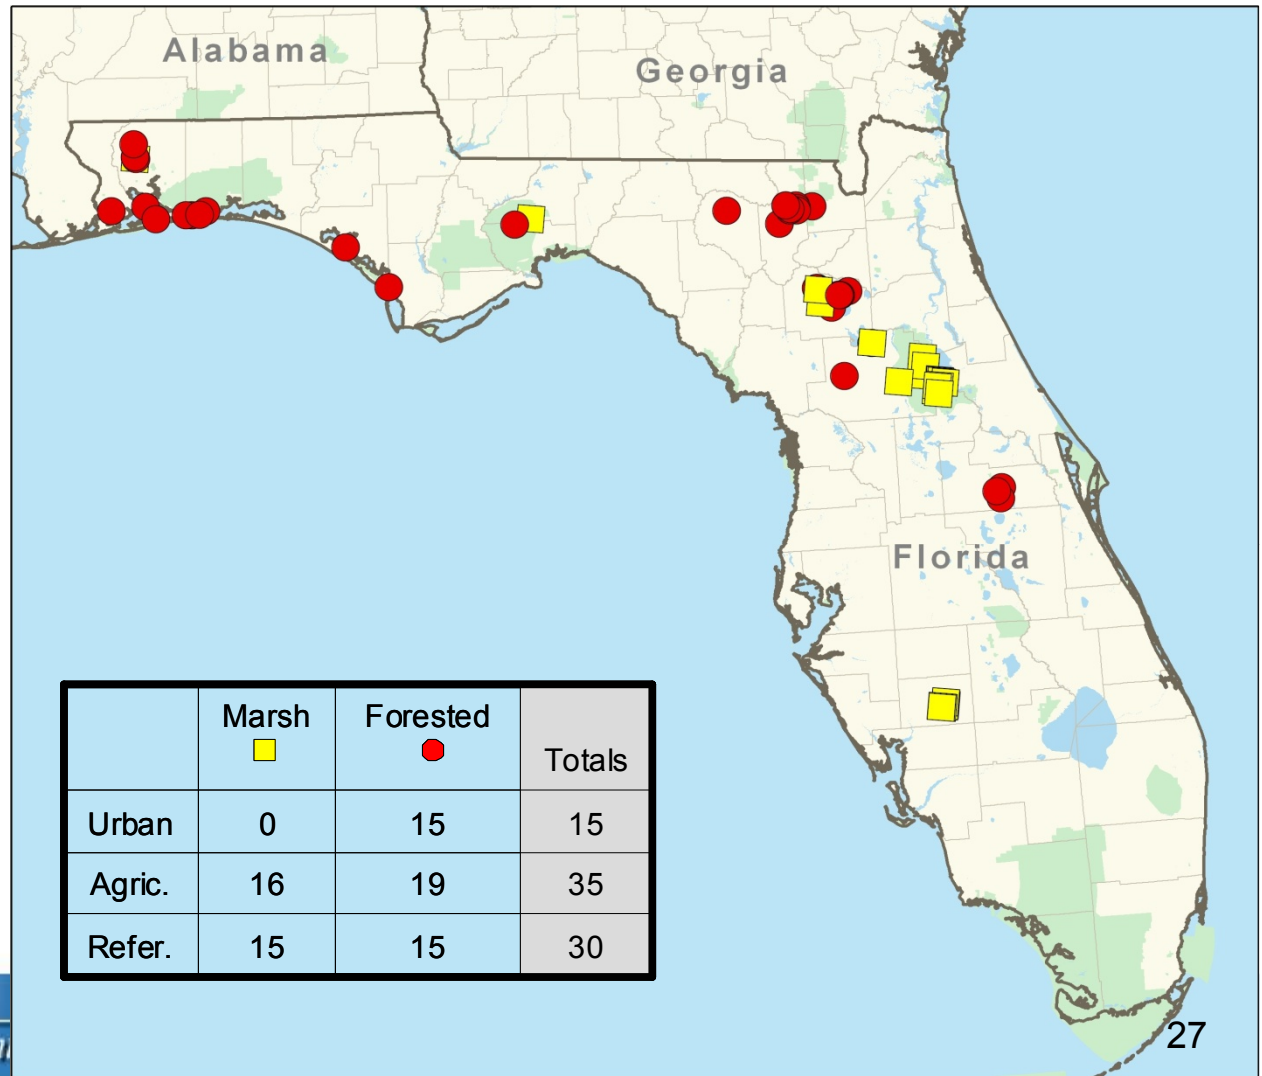 Alabama
Georgia
Florida
Marsh Forested Totals
Urban 0 15 15
Agric. 16 19 35
Refer. 15 15 30
27